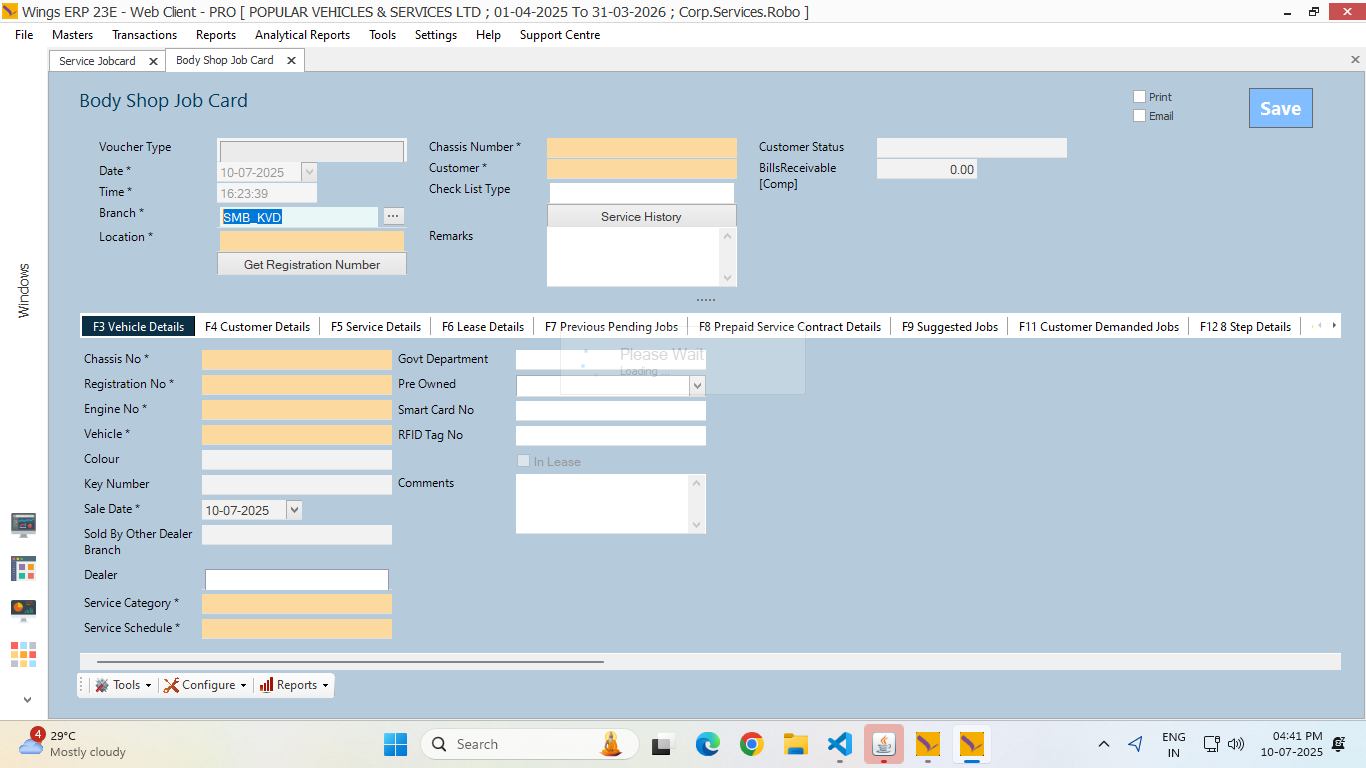 Wings ERP 23E - Web Client - PRO [ POPULAR VEHICLES & SERVICES LTD ; 01-04-2025 To 31-03-2026 ; Corp.Services.Robo ]
File Masters Transactions Reports Analytical Reports Tools Settings Help Support Centre
Service Jobcard Body Shop Job Card
Body Shop Job Card
Print
Email
Save
Voucher Type
Date *
10-07-2025
Time *
16:23:39
Branch *
SMB_KVD
...
Location *
Get Registration Number
Chassis Number *
Customer *
Check List Type
Service History
Remarks
Customer Status
BillsReceivable
[Comp]
0.00
Windows
F3 Vehicle Details F4 Customer Details F5 Service Details F6 Lease Details F7 Previous Pending Jobs F8 Prepaid Service Contract Details F9 Suggested Jobs F11 Customer Demanded Jobs F12 8 Step Details
Please Wait
Loading ...
Chassis No *
Registration No *
Engine No *
Vehicle *
Colour
Key Number
Sale Date *
10-07-2025
Sold By Other Dealer
Branch
Dealer
Service Category *
Service Schedule *
Govt Department
Pre Owned
Smart Card No
RFID Tag No
In Lease
Comments
Tools Configure Reports
4
29°C
Mostly cloudy
Search
ENG
IN
04:41 PM
10-07-2025